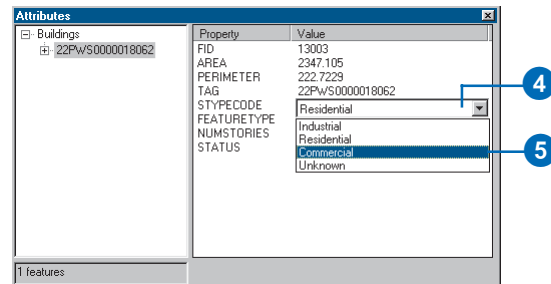 Attributes
Buildings
22PWS0000018062
Property Value
FID 13003
AREA 2347.105
PERIMETER 222.7229
TAG 22PWS0000018062
STYPECODE Residential
FEATURETYPE Industrial
NUMSTORIES Residential
STATUS Commercial
Unknown
1 features
4
5